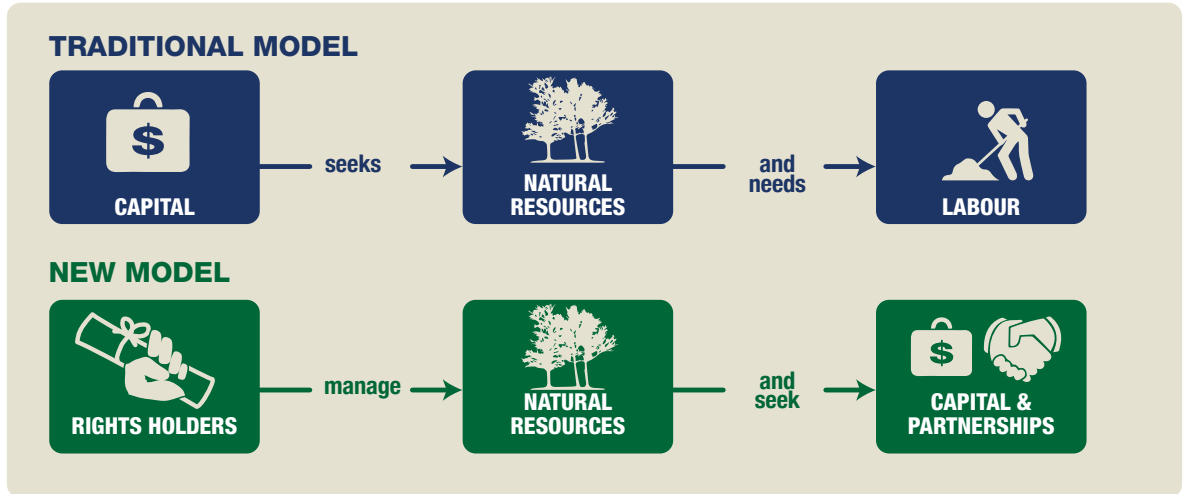 TRADITIONAL MODEL
$
CAPITAL
seeks
NATURAL
RESOURCES
and
needs
LABOUR
NEW MODEL
RIGHTS HOLDERS
manage
NATURAL
RESOURCES
and
seek
$
CAPITAL &
PARTNERSHIPS